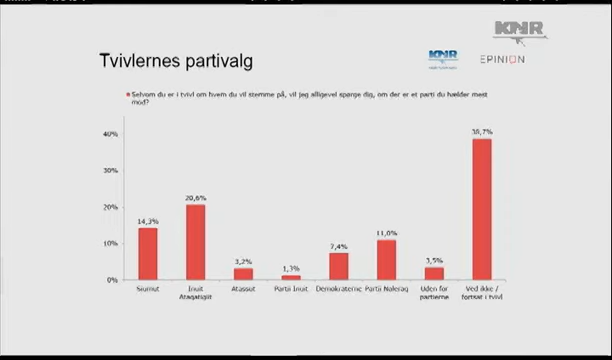 KNR
Tvivlernes partivalg
KNR
EPINION
Selvom du er i tvivl om hvem du vil stemme på, vil jeg alligevel spørge dig, om der er et parti du hælder mest
mod?
40%
30%
20%
10%
0%
14,3%
20,6%
3,2%
1,3%
7,4%
11,0%
3,5%
38,7%
Siumut
Inuit
Ataqatigiit
Atassut
Partii Inuit
Demokraterne
Partii Naleraq
Uden for
partierne
Ved ikke /
fortsat i tvivl